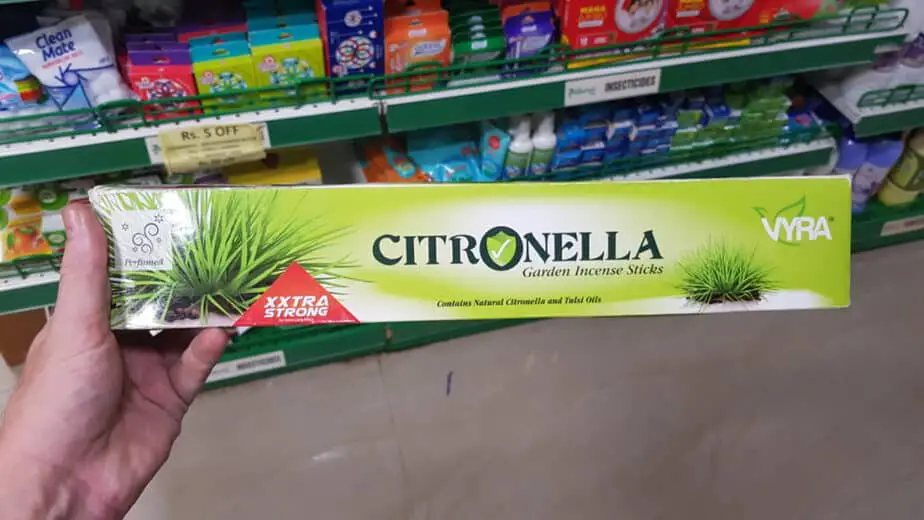 Clean
Mate
Rs. 5 OFF
INSECTICIDES
Perfumed
CITRONELLA
Garden Incense Sticks
VYRA
XXTRA
STRONG
Contains Natural Citronella and Tulsi Oils